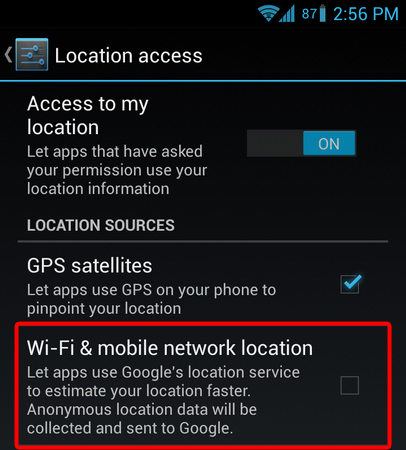 87 2:56 PM
Location access
Access to my
location
Let apps that have asked
your permission use your
location information
ON
LOCATION SOURCES
GPS satellites
Let apps use GPS on your phone to
pinpoint your location
Wi-Fi & mobile network location
Let apps use Google's location service
to estimate your location faster.
Anonymous location data will be
collected and sent to Google.